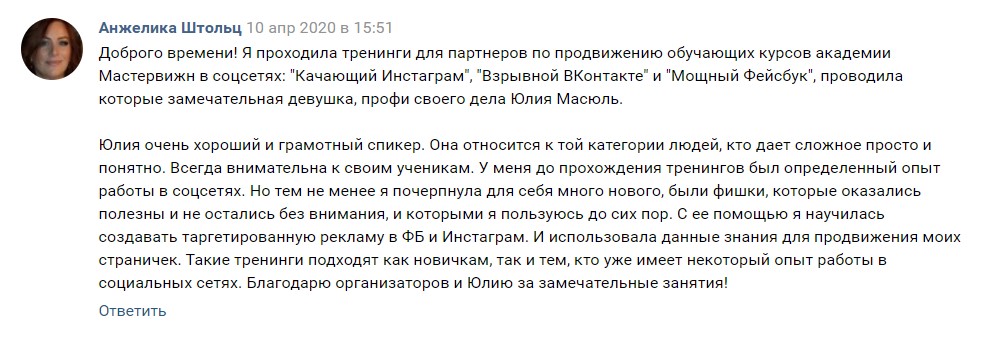 Анжелика Штольц 10 апр 2020 в 15:51
Доброго времени! Я проходила тренинги для партнеров по продвижению обучающих курсов академии
Мастервижн в соцсетях: "Качающий Инстаграм", "Взрывной ВКонтакте" и "Мощный Фейсбук", проводила
которые замечательная девушка, профи своего дела Юлия Масюль.
Юлия очень хороший и грамотный спикер. Она относится к той категории людей, кто дает сложное просто и
понятно. Всегда внимательна к своим ученикам. У меня до прохождения тренингов был определенный опыт
работы в соцсетях. Но тем не менее я почерпнула для себя много нового, были фишки, которые оказались
полезны и не остались без внимания, и которыми я пользуюсь до сих пор. С ее помощью я научилась
создавать таргетированную рекламу в ФБ и Инстаграм. И использовала данные знания для продвижения моих
страничек. Такие тренинги подходят как новичкам, так и тем, кто уже имеет некоторый опыт работы в
социальных сетях. Благодарю организаторов и Юлию за замечательные занятия!
Ответить